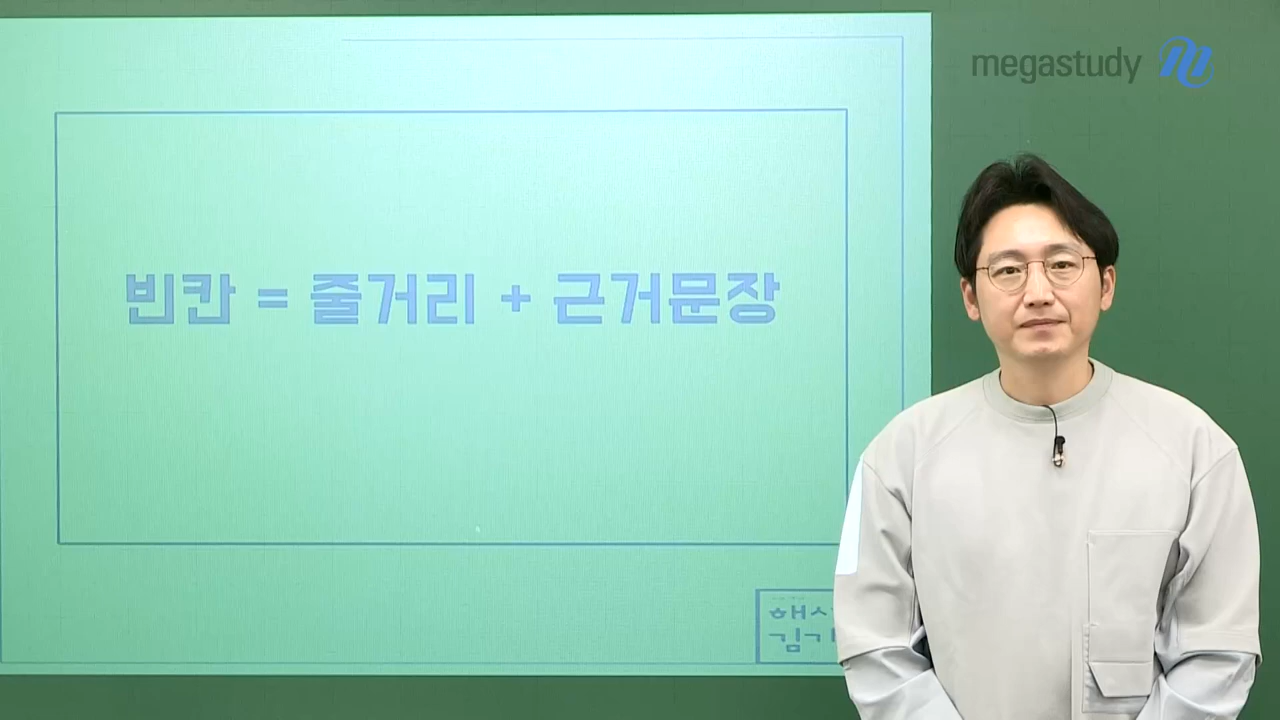 megastudy
빈칸 = 줄거리 + 근거문장